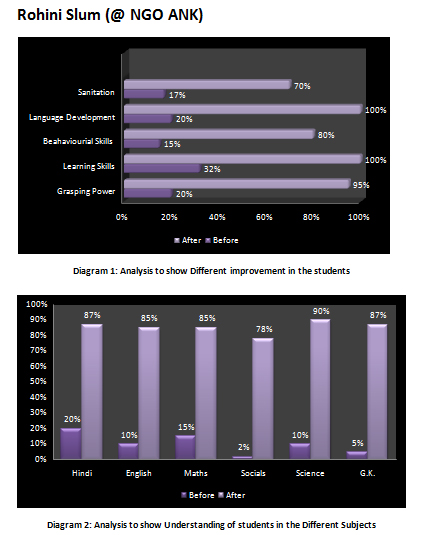 Rohini Slum (@ NGO ANK)
Sanitation
70%
17%
Language Development
100%
20%
Beahaviourial Skills
80%
15%
Learning Skills
100%
32%
Grasping Power
95%
20%
0% 20% 40% 60% 80% 100%
After Before
Diagram 1: Analysis to show Different improvement in the students
100%
90%
80%
70%
60%
50%
40%
30%
20%
10%
0%
87% 85% 85% 78% 90% 87%
20% 10% 15% 2% 10% 5%
Hindi English Maths Socials Science G.K.
Before After
Diagram 2: Analysis to show Understanding of students in the Different Subjects